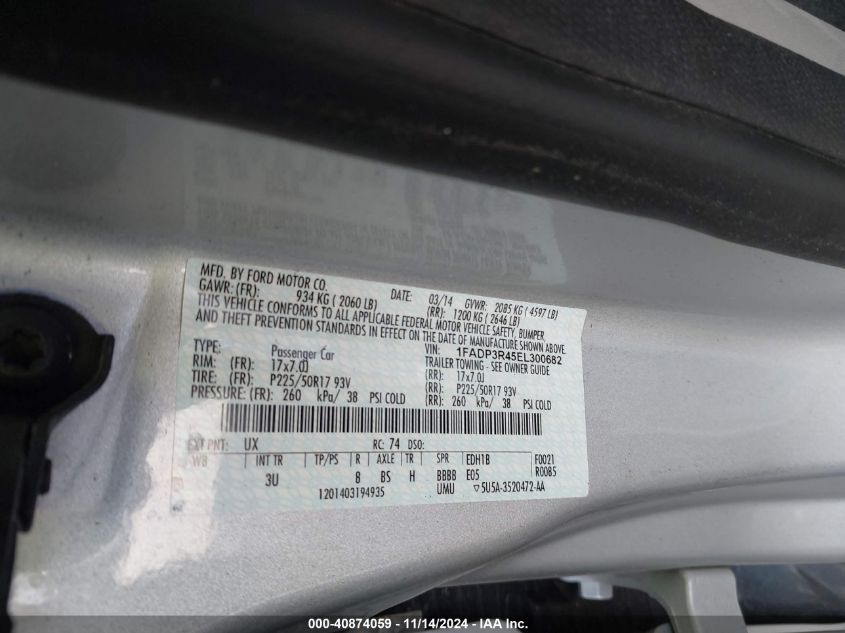 MFD. BY FORD MOTOR CO.
DATE: 03/14 GVWR: 2085 KG ( 4597 LB)
GAWR: (FR): 934 KG ( 2060 LB) (RR): 1200 KG ( 2646 LB)
THIS VEHICLE CONFORMS TO ALL APPLICABLE FEDERAL MOTOR VEHICLE SAFETY, BUMPER,
AND THEFT PREVENTION STANDARDS IN EFFECT ON THE DATE OF MANUFACTURE SHOWN ABOVE.
VIN: 1FADP3R45EL300682
TYPE: Passenger Car TRAILER TOWING - SEE OWNER GUIDE
RIM: (FR): 17x7.0J (RR): 17x7.0J
TIRE: (FR): P225/50R17 93V (RR): P225/50R17 93V
PRESSURE: (FR): 260 kPa/ 38 PSI COLD (RR): 260 kPa/ 38 PSI COLD
EXT PNT: UX RC: 74 DSO:
WB INT TR TP/PS R AXLE TR SPR EDH1B F0021
3U 8 BS H BBBB E05 R0085
1201403194935 UMU ▽5U5A-3520472-AA
000-40874059 — 11/14/2024 — IAA Inc.